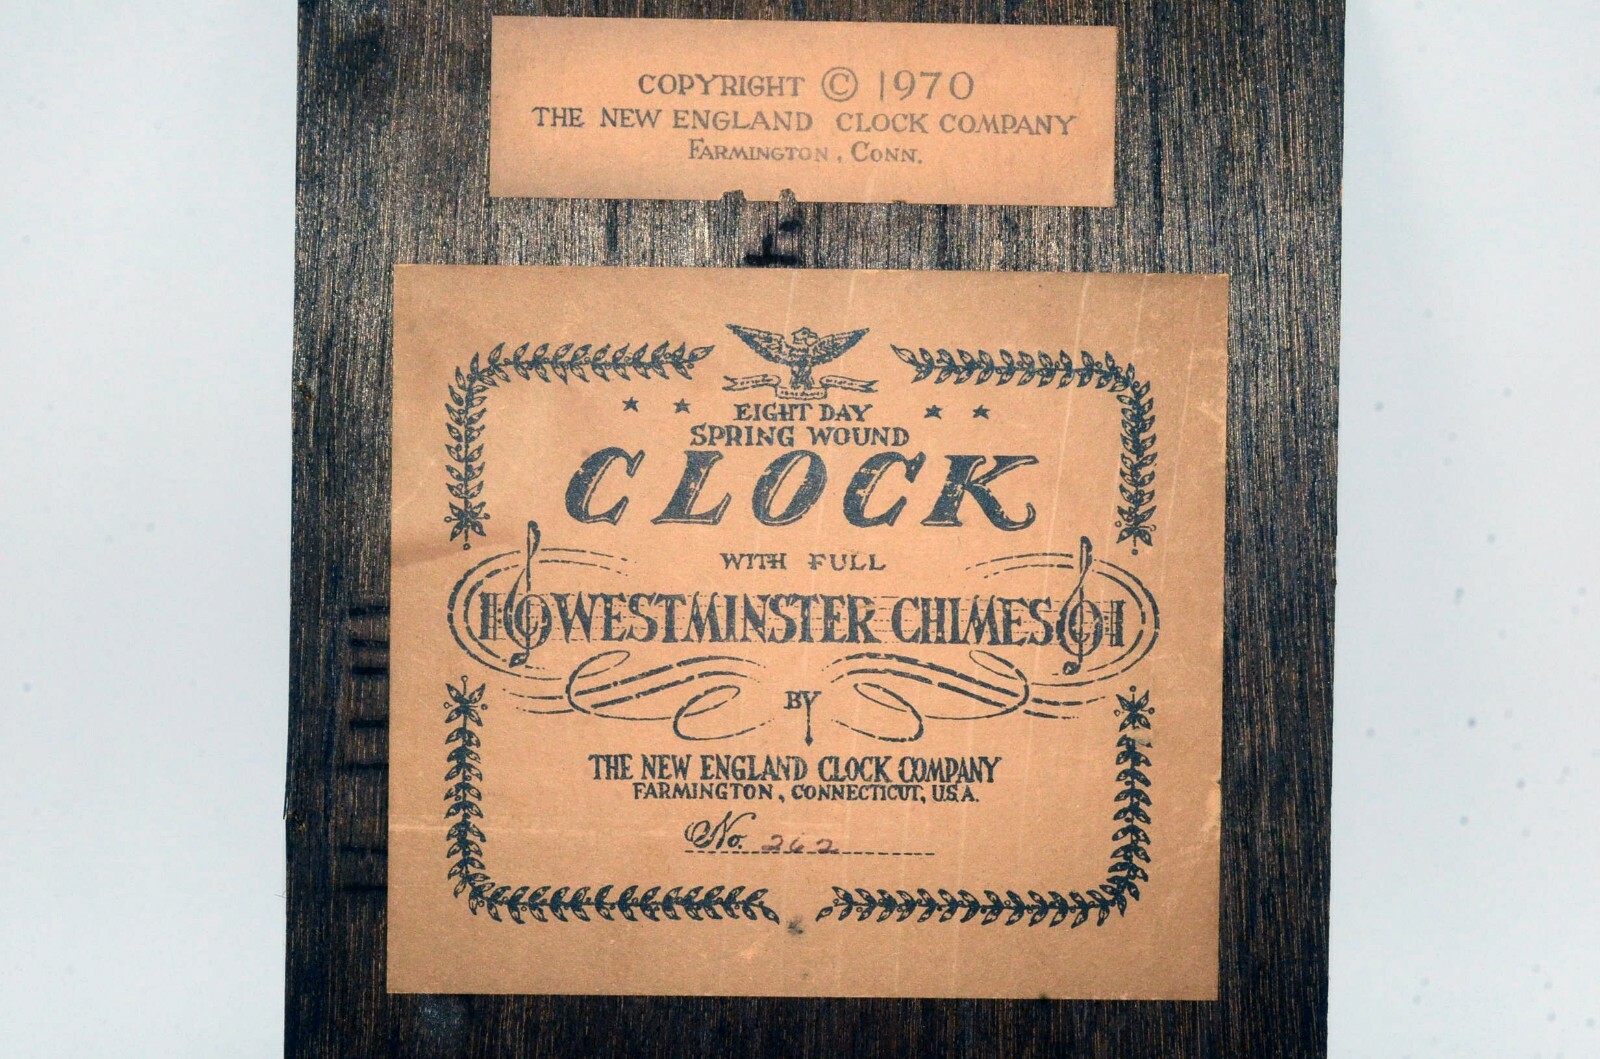 COPYRIGHT © 1970
THE NEW ENGLAND CLOCK COMPANY
FARMINGTON, CONN.
EIGHT DAY
SPRING WOUND
CLOCK
WITH FULL
WESTMINSTER CHIMES
BY
THE NEW ENGLAND CLOCK COMPANY
FARMINGTON, CONNECTICUT, U.S.A.
No. 262